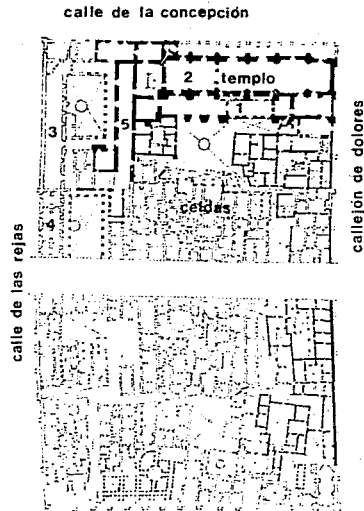 calle de la concepción
2 templo
1
3
5
celdas
4
calle de las rejas
callejón de dolores